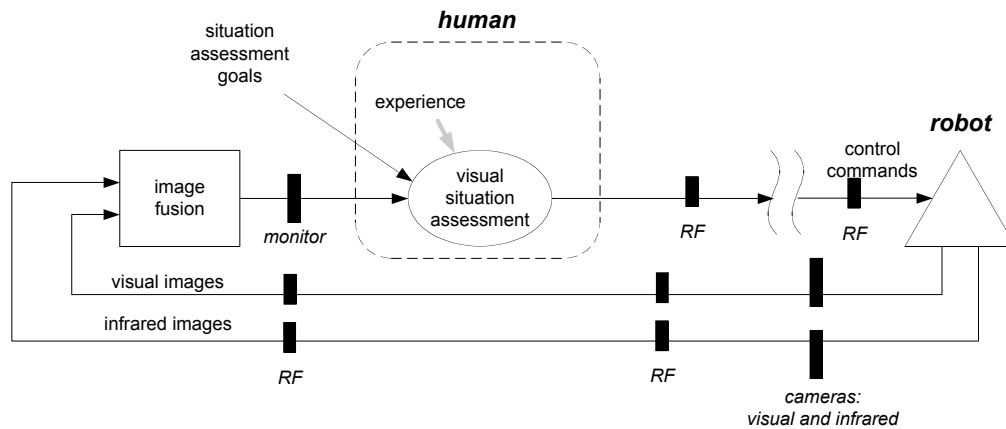 human
situation
assessment
goals
experience
robot
control
commands
image
fusion
visual
situation
assessment
monitor
RF
RF
visual images
infrared images
RF
RF
cameras:
visual and infrared